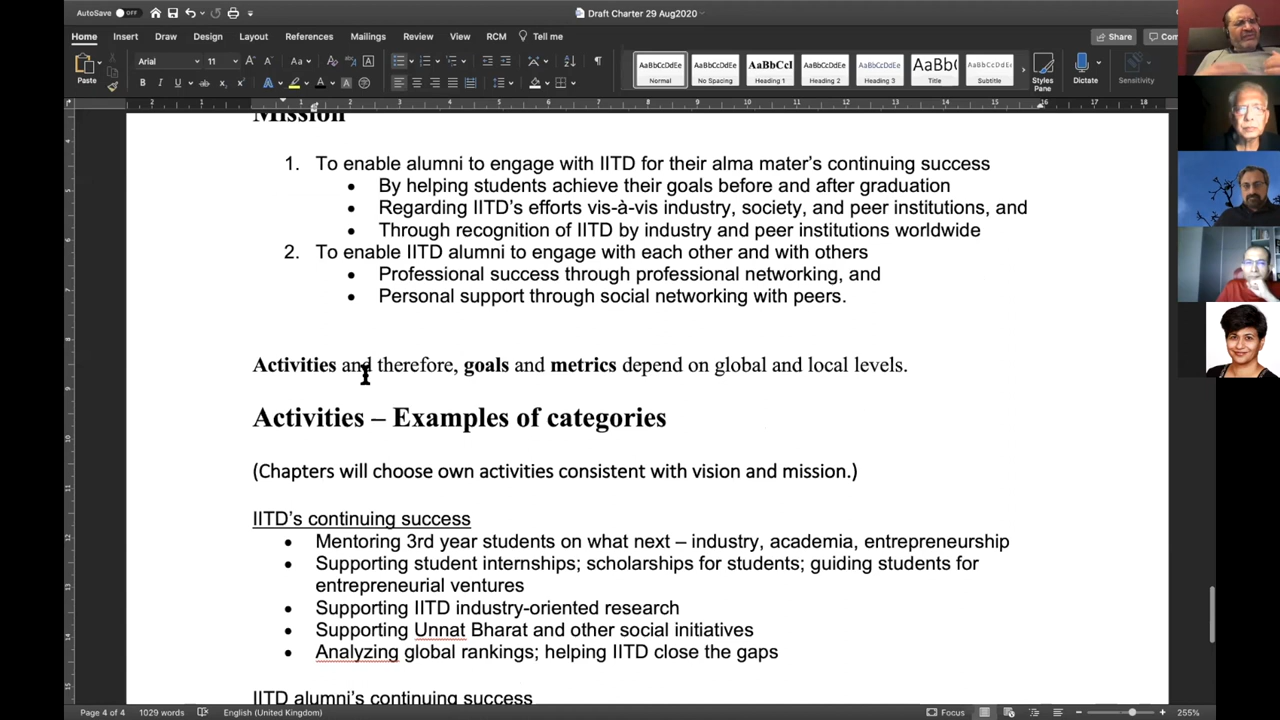 AutoSave OFF
Draft Charter 29 Aug2020
Home Insert Draw Design Layout References Mailings Review View RCM Tell me
Share
Paste
Arial 11
AaBbCcDdEe AaBbCcDdEe AaBbCcI AaBbCcDdE AaBbCcDdE AaBb( AaBbCcDdEe
Normal No Spacing Heading 1 Heading 2 Heading 3 Title Subtitle
Styles Pane
Dictate
Sensitivity
Mission
1. To enable alumni to engage with IITD for their alma mater's continuing success
• By helping students achieve their goals before and after graduation
• Regarding IITD's efforts vis-à-vis industry, society, and peer institutions, and
• Through recognition of IITD by industry and peer institutions worldwide
2. To enable IITD alumni to engage with each other and with others
• Professional success through professional networking, and
• Personal support through social networking with peers.
Activities and therefore, goals and metrics depend on global and local levels.
Activities – Examples of categories
(Chapters will choose own activities consistent with vision and mission.)
IITD's continuing success
• Mentoring 3rd year students on what next – industry, academia, entrepreneurship
• Supporting student internships; scholarships for students; guiding students for
entrepreneurial ventures
• Supporting IITD industry-oriented research
• Supporting Unnat Bharat and other social initiatives
• Analyzing global rankings; helping IITD close the gaps
IITD alumni's continuing success
Page 4 of 4 1029 words English (United Kingdom) Focus 255%